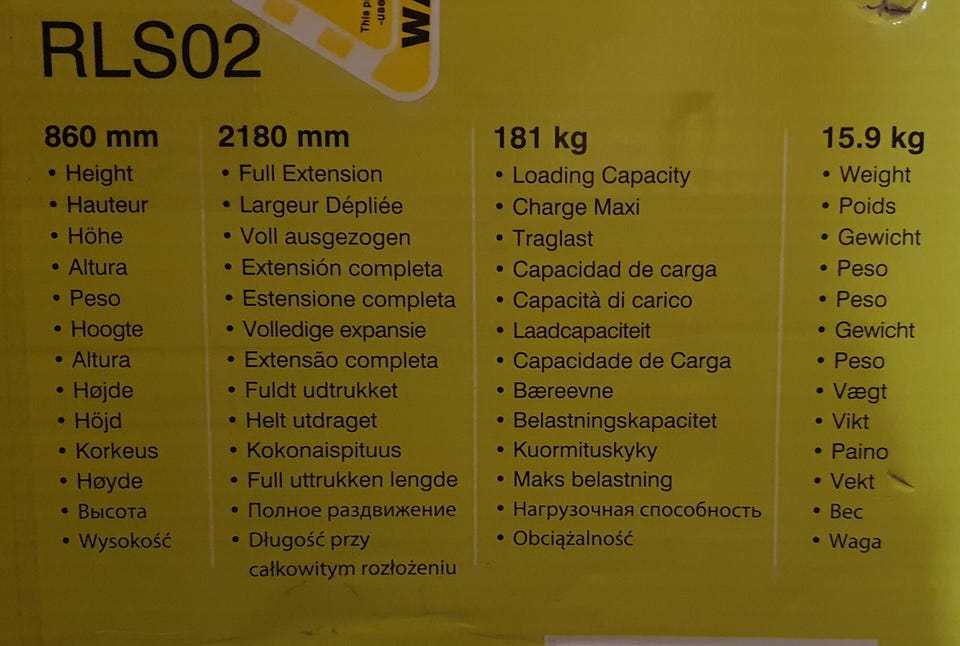 This p
-use
WA
RLS02
860 mm
• Height
• Hauteur
• Höhe
• Altura
• Peso
• Hoogte
• Altura
• Højde
• Höjd
• Korkeus
• Høyde
• Высота
• Wysokość
2180 mm
• Full Extension
• Largeur Dépliée
• Voll ausgezogen
• Extensión completa
• Estensione completa
• Volledige expansie
• Extensão completa
• Fuldt udtrukket
• Helt utdraget
• Kokonaispituus
• Full uttrukken lengde
• Полное раздвижение
• Długość przy
całkowitym rozłożeniu
181 kg
• Loading Capacity
• Charge Maxi
• Traglast
• Capacidad de carga
• Capacità di carico
• Laadcapaciteit
• Capacidade de Carga
• Bæreevne
• Belastningskapacitet
• Kuormituskyky
• Maks belastning
• Нагрузочная способность
• Obciążalność
15.9 kg
• Weight
• Poids
• Gewicht
• Peso
• Peso
• Gewicht
• Peso
• Vægt
• Vikt
• Paino
• Vekt
• Вес
• Waga